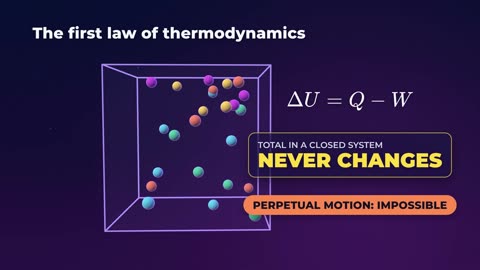 The first law of thermodynamics
ΔU = Q − W
TOTAL IN A CLOSED SYSTEM
NEVER CHANGES
PERPETUAL MOTION: IMPOSSIBLE